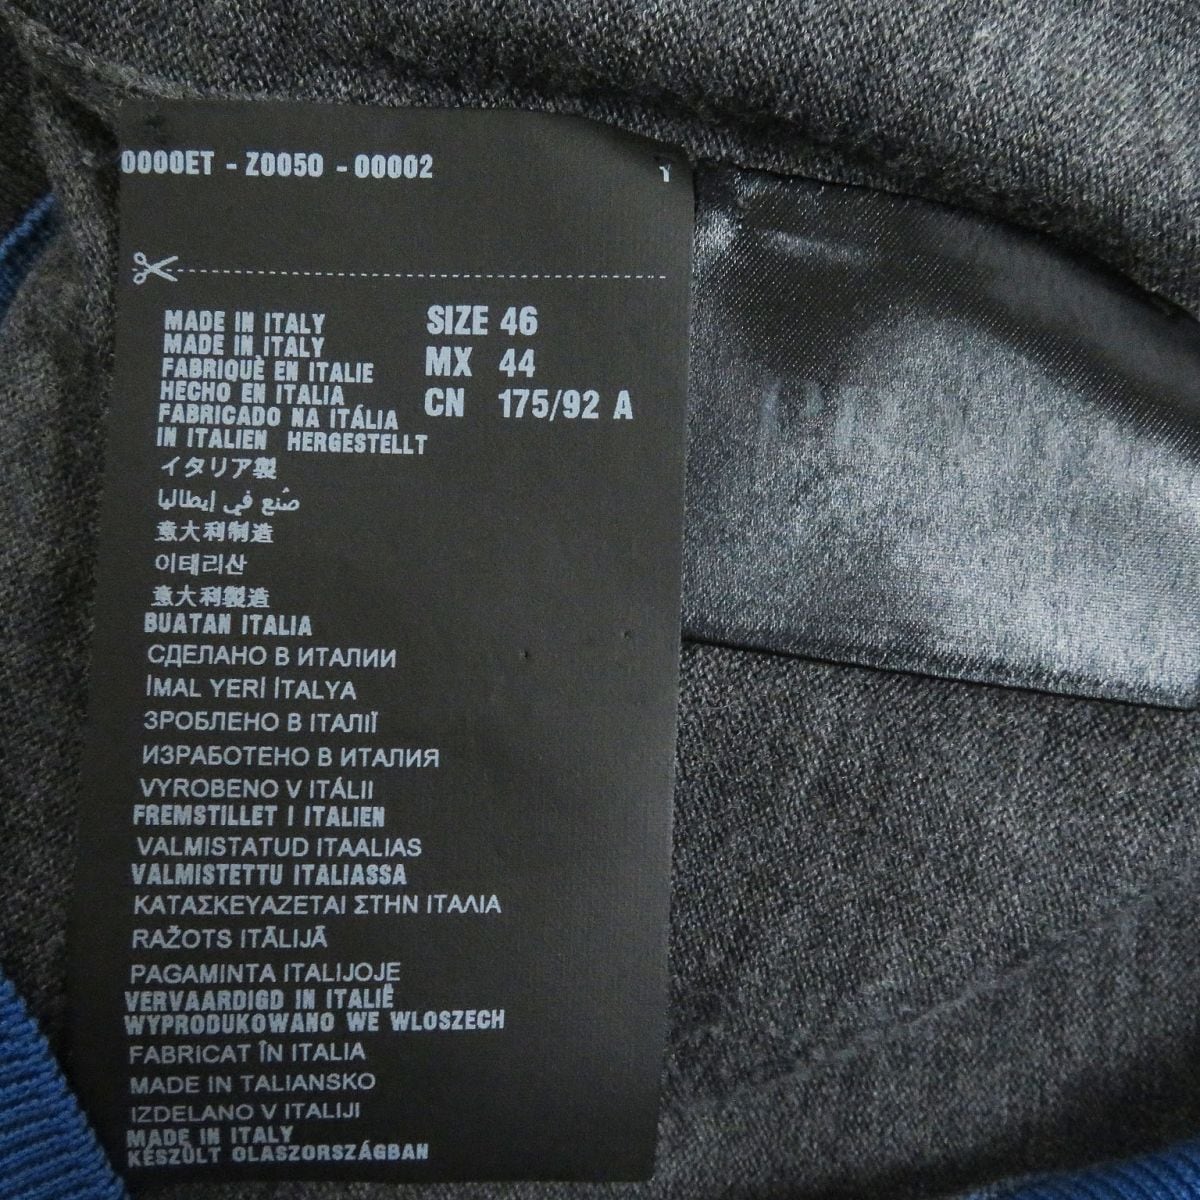 0000ET - Z0050 - 00002
1
MADE IN ITALY
MADE IN ITALY
FABRIQUÈ EN ITALIE
HECHO EN ITALIA
FABRICADO NA ITÁLIA
IN ITALIEN HERGESTELLT
SIZE 46
MX 44
CN 175/92 A
イタリア製
صُنع في إيطاليا
意大利制造
이태리산
意大利製造
BUATAN ITALIA
СДЕЛАНО В ИТАЛИИ
İMAL YERİ İTALYA
ЗРОБЛЕНО В ІТАЛІЇ
ИЗРАБОТЕНО В ИТАЛИЯ
VYROBENO V ITÁLII
FREMSTILLET I ITALIEN
VALMISTATUD ITAALIAS
VALMISTETTU ITALIASSA
ΚΑΤΑΣΚΕΥΑΖΕΤΑΙ ΣΤΗΝ ΙΤΑΛΙΑ
RAŽOTS ITĀLIJĀ
PAGAMINTA ITALIJOJE
VERVAARDIGD IN ITALIË
WYPRODUKOWANO WE WLOSZECH
FABRICAT ÎN ITALIA
MADE IN TALIANSKO
IZDELANO V ITALIJI
MADE IN ITALY
KÉSZÜLT OLASZORSZÁGBAN